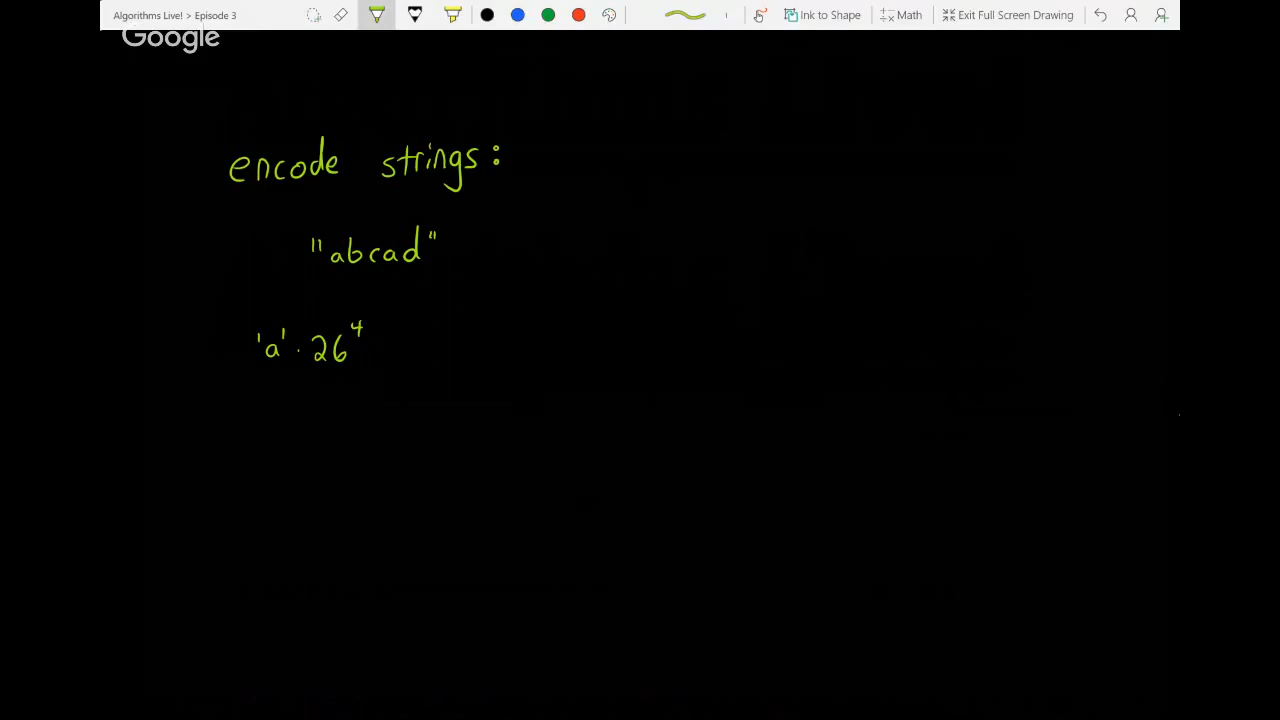 Algorithms Live! > Episode 3
Ink to Shape
Math
Exit Full Screen Drawing
Google
encode strings:
"abcad"
'a' · 26⁴